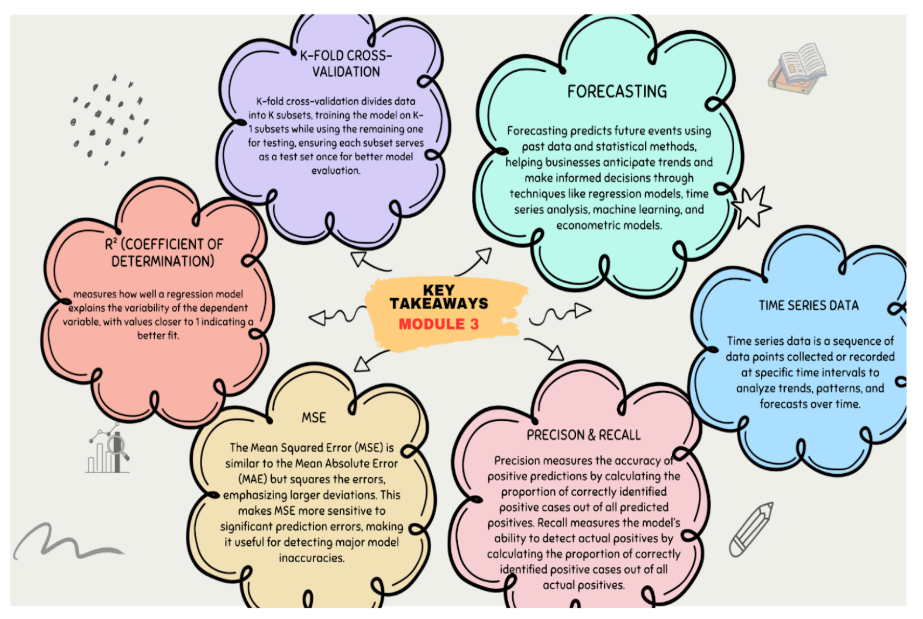 K-FOLD CROSS-
VALIDATION
K-fold cross-validation divides data
into K subsets, training the model on K-
1 subsets while using the remaining one
for testing, ensuring each subset serves
as a test set once for better model
evaluation.
FORECASTING
Forecasting predicts future events using
past data and statistical methods,
helping businesses anticipate trends and
make informed decisions through
techniques like regression models, time
series analysis, machine learning, and
econometric models.
R² (COEFFICIENT OF
DETERMINATION)
measures how well a regression model
explains the variability of the dependent
variable, with values closer to 1 indicating a
better fit.
KEY
TAKEAWAYS
MODULE 3
TIME SERIES DATA
Time series data is a sequence of
data points collected or recorded
at specific time intervals to
analyze trends, patterns, and
forecasts over time.
MSE
The Mean Squared Error (MSE) is
similar to the Mean Absolute Error
(MAE) but squares the errors,
emphasizing larger deviations. This
makes MSE more sensitive to
significant prediction errors, making
it useful for detecting major model
inaccuracies.
PRECISON & RECALL
Precision measures the accuracy of
positive predictions by calculating the
proportion of correctly identified
positive cases out of all predicted
positives. Recall measures the model's
ability to detect actual positives by
calculating the proportion of correctly
identified positive cases out of all
actual positives.